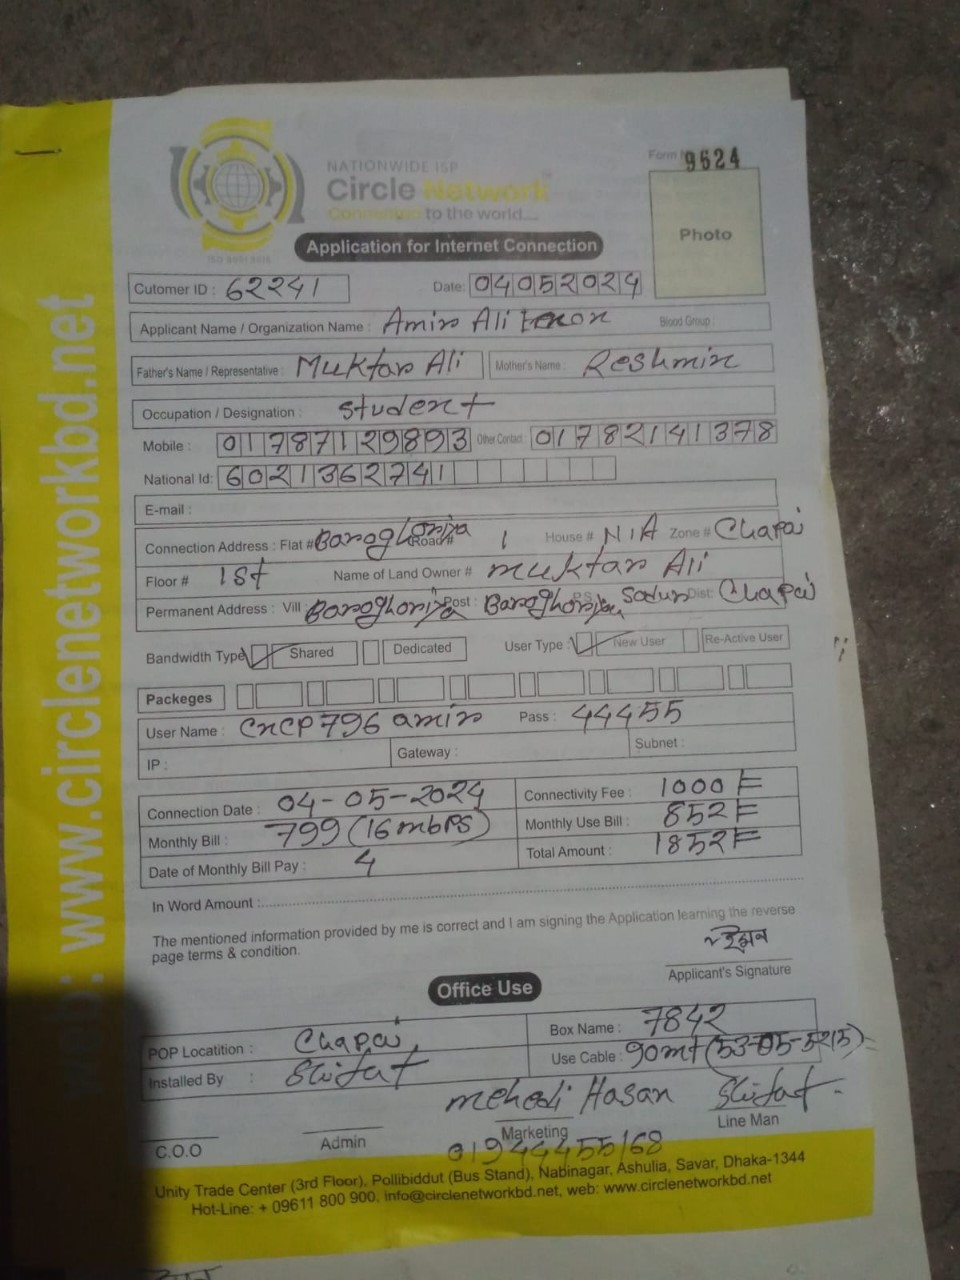 Form No 9624
NATIONWIDE ISP
Circle Network
Connected to the world....
Photo
Application for Internet Connection
Cutomer ID : 62241 Date: 04052024
Applicant Name / Organization Name : Amin Ali Blood Group :
Father's Name / Representative : Muktar Ali Mother's Name : Reshmin
Occupation / Designation : Student
Mobile : 01787129893 Other Contact : 01782141378
National Id: 6021362741
E-mail :
Connection Address : Flat # Baroghoriya Road # 1 House # N/A Zone # Chapai
Floor # 1st Name of Land Owner # Muktar Ali
Permanent Address : Vill : Baroghoriya Post : Baroghoriya P.S Sodur Dist: Chapai
Bandwidth Type Shared Dedicated User Type : New User Re-Active User
Packeges
User Name : CNCP796 amin Pass : 44455
IP : Gateway : Subnet :
Connection Date : 04-05-2024 Connectivity Fee : 1000
Monthly Bill : 799 (16 mbps) Monthly Use Bill : 852
Date of Monthly Bill Pay : 4 Total Amount : 1852
In Word Amount :
The mentioned information provided by me is correct and I am signing the Application learning the reverse
page terms & condition.
Applicant's Signature
Office Use
POP Locatition : Chapai Box Name : 7842
Installed By : Shifat Use Cable : 90mt
Mehedi Hasan Shifat
C.O.O Admin Marketing Line Man
01944455168
Unity Trade Center (3rd Floor), Pollibiddut (Bus Stand), Nabinagar, Ashulia, Savar, Dhaka-1344
Hot-Line: + 09611 800 900, info@circlenetworkbd.net, web: www.circlenetworkbd.net
www.circlenetworkbd.net